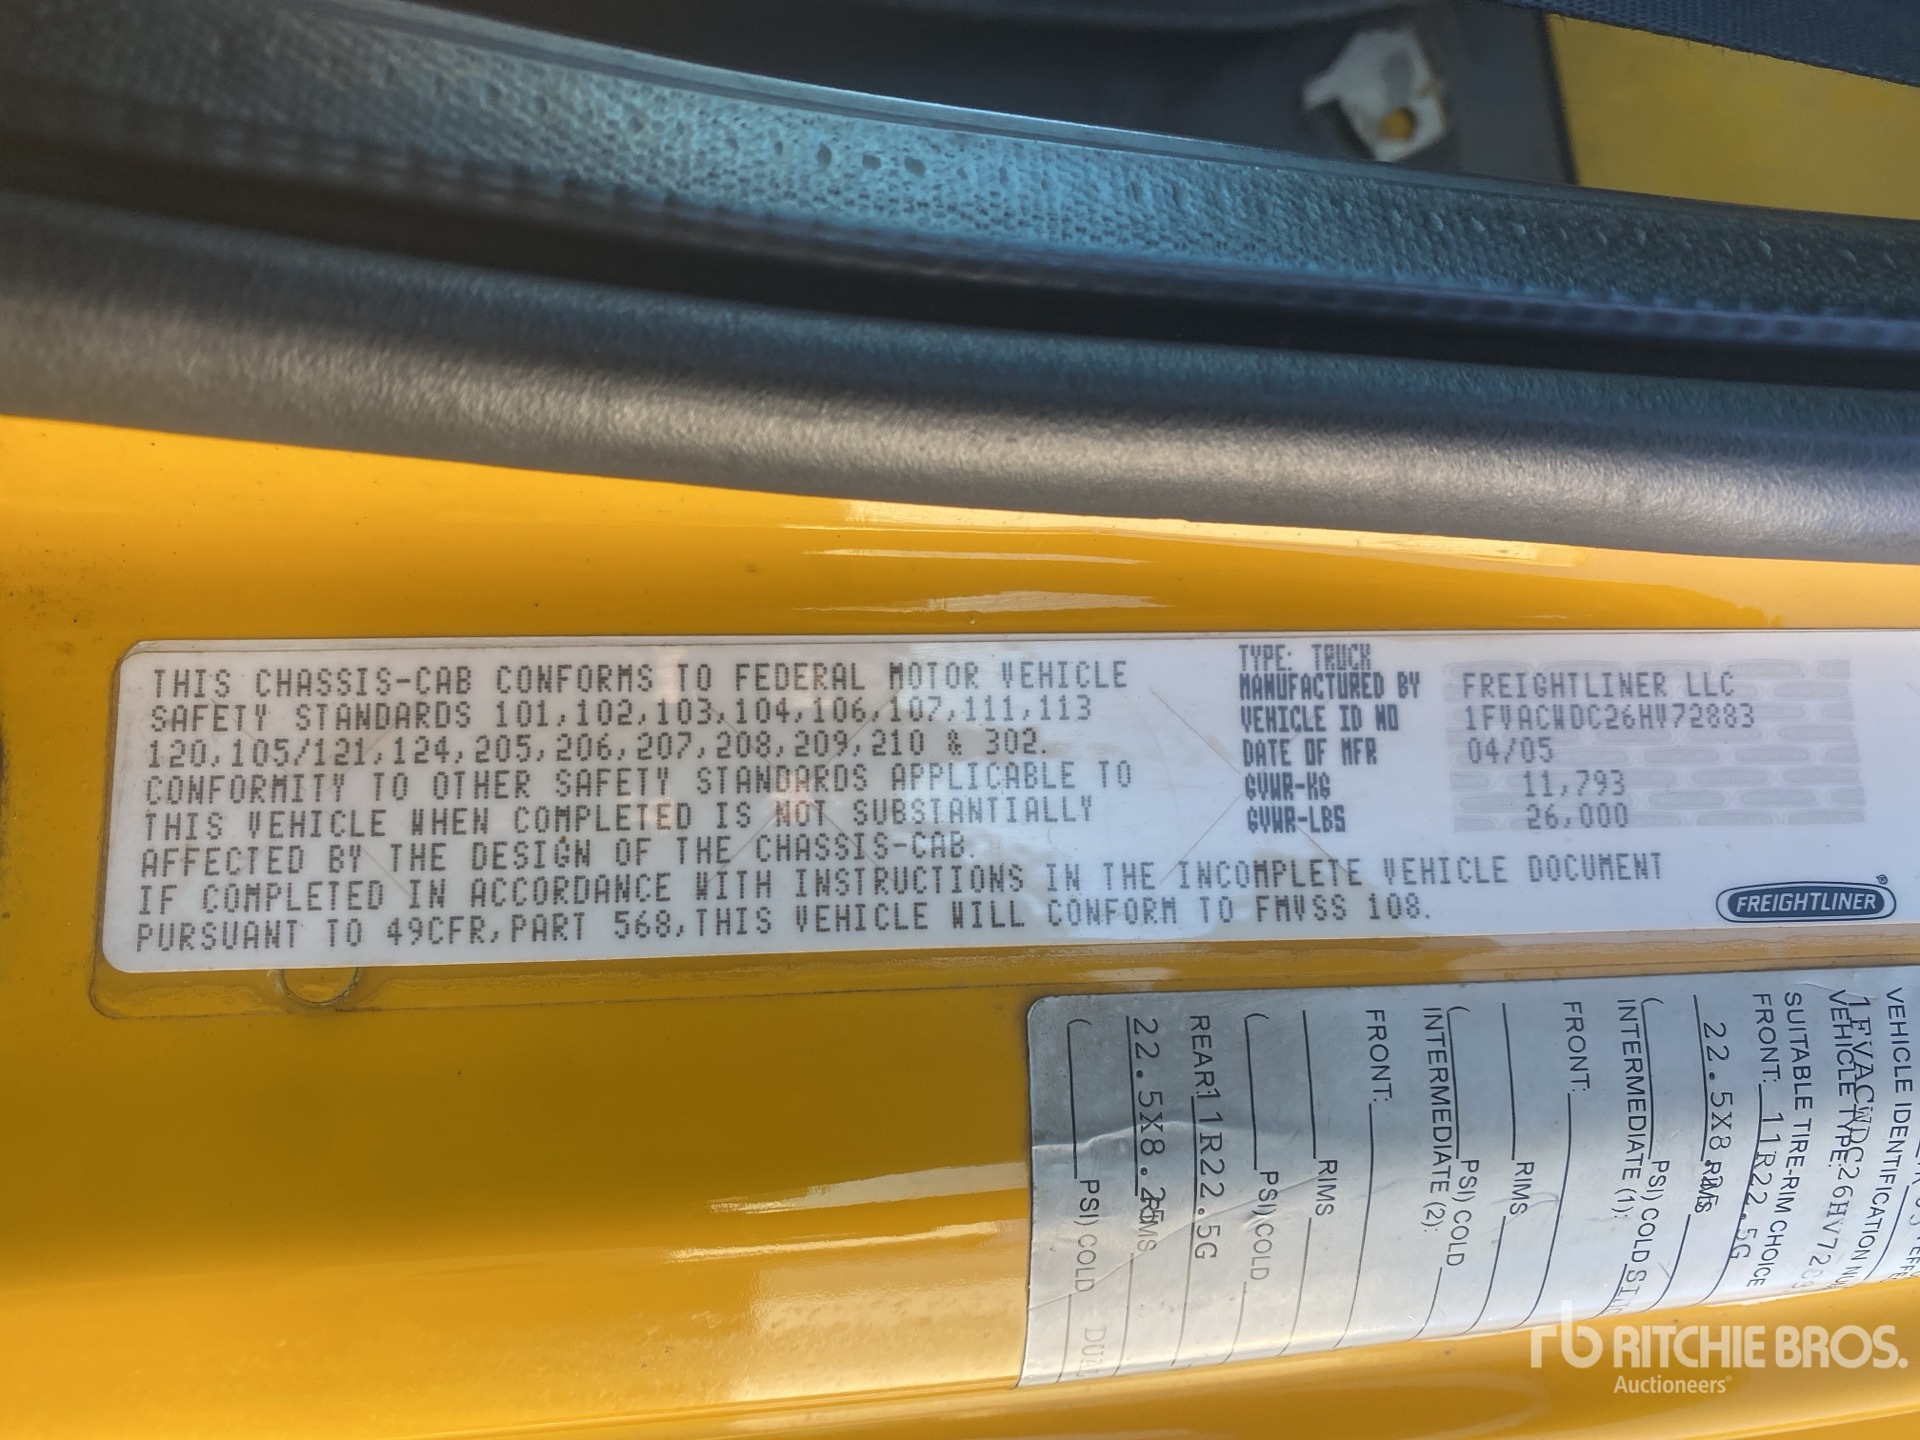 THIS CHASSIS-CAB CONFORMS TO FEDERAL MOTOR VEHICLE
SAFETY STANDARDS 101,102,103,104,106,107,111,113
120,105/121,124,205,206,207,208,209,210 & 302.
CONFORMITY TO OTHER SAFETY STANDARDS APPLICABLE TO
THIS VEHICLE WHEN COMPLETED IS NOT SUBSTANTIALLY
AFFECTED BY THE DESIGN OF THE CHASSIS-CAB.
IF COMPLETED IN ACCORDANCE WITH INSTRUCTIONS IN THE INCOMPLETE VEHICLE DOCUMENT
PURSUANT TO 49CFR,PART 568,THIS VEHICLE WILL CONFORM TO FMVSS 108.
TYPE: TRUCK
MANUFACTURED BY FREIGHTLINER LLC
VEHICLE ID NO 1FVACWDC26HV72883
DATE OF MFR 04/05
GVWR-KG 11,793
GVWR-LBS 26,000
FREIGHTLINER®
VEHICLE IDENTIFICATION
VEHICLE TYPE:
SUITABLE TIRE-RIM CHOICE
FRONT: 11R22.5G
22.5X8.25 RIMS
( PSI) COLD
INTERMEDIATE (1):
FRONT:
RIMS
( PSI) COLD
INTERMEDIATE (2):
FRONT:
RIMS
( PSI) COLD
REAR: 11R22.5G
22.5X8.25 RIMS
( PSI) COLD
rb RITCHIE BROS.
Auctioneers